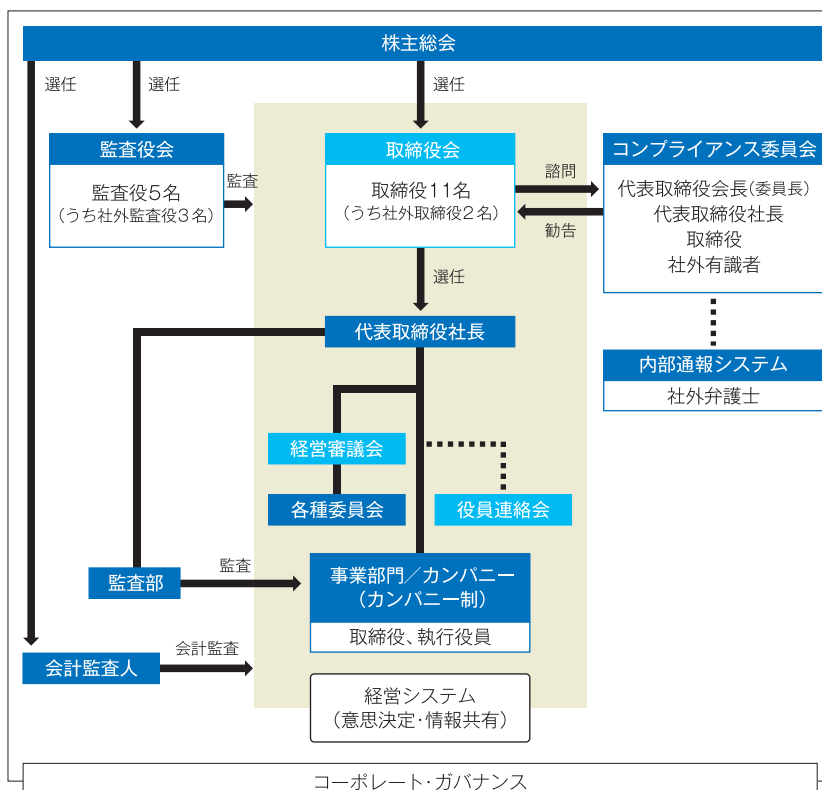 株主総会
選任
選任
選任
監査役会
監査役5名
(うち社外監査役3名)
監査
取締役会
取締役11名
(うち社外取締役2名)
諮問
勧告
コンプライアンス委員会
代表取締役会長(委員長)
代表取締役社長
取締役
社外有識者
選任
代表取締役社長
内部通報システム
社外弁護士
経営審議会
各種委員会
役員連絡会
監査部
監査
事業部門／カンパニー
(カンパニー制)
取締役、執行役員
会計監査人
会計監査
経営システム
(意思決定・情報共有)
コーポレート・ガバナンス